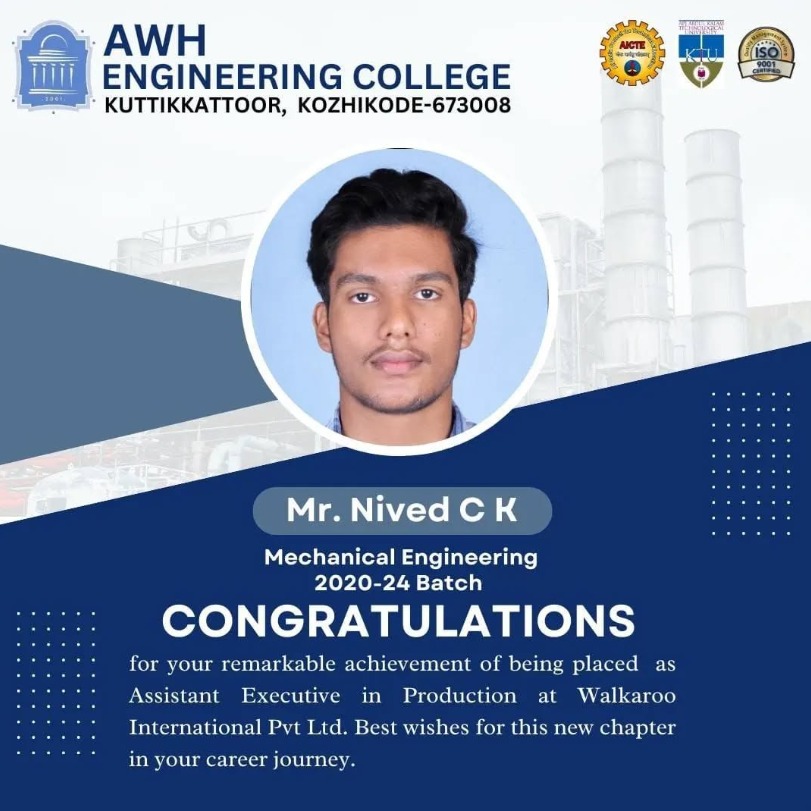 AWH
ENGINEERING COLLEGE
KUTTIKKATTOOR, KOZHIKODE-673008
AICTE
KTU
ISO
9001
CERTIFIED
Mr. Nived C K
Mechanical Engineering
2020-24 Batch
CONGRATULATIONS
for your remarkable achievement of being placed as
Assistant Executive in Production at Walkaroo
International Pvt Ltd. Best wishes for this new chapter
in your career journey.